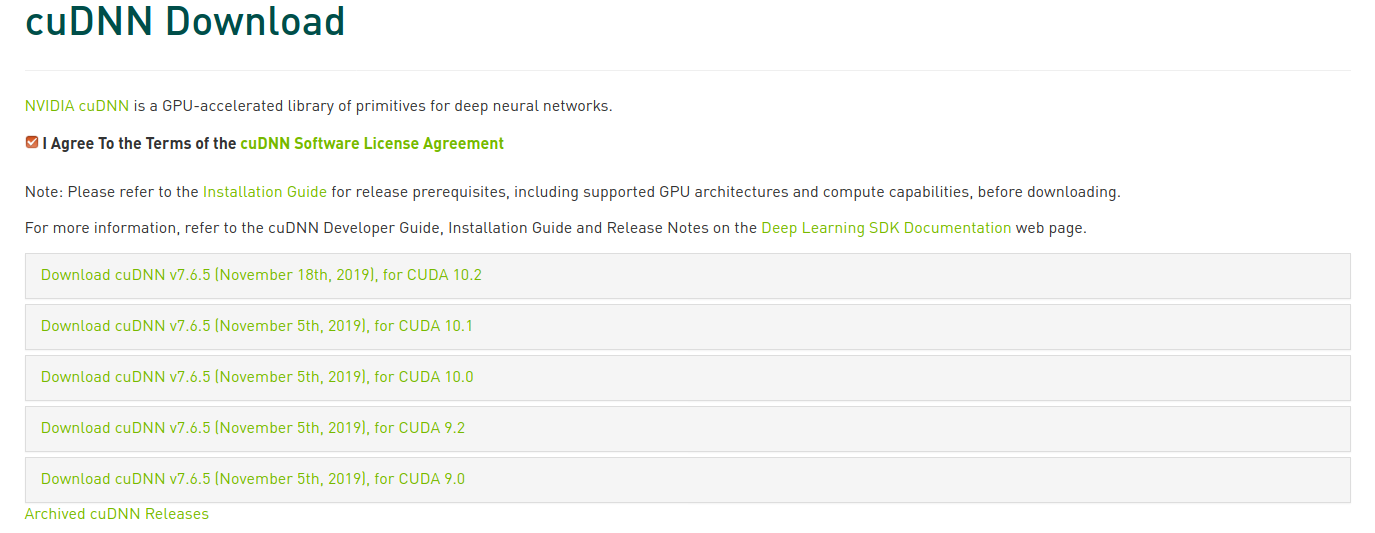 cuDNN Download
NVIDIA cuDNN is a GPU-accelerated library of primitives for deep neural networks.
I Agree To the Terms of the cuDNN Software License Agreement
Note: Please refer to the Installation Guide for release prerequisites, including supported GPU architectures and compute capabilities, before downloading.
For more information, refer to the cuDNN Developer Guide, Installation Guide and Release Notes on the Deep Learning SDK Documentation web page.
Download cuDNN v7.6.5 (November 18th, 2019), for CUDA 10.2
Download cuDNN v7.6.5 (November 5th, 2019), for CUDA 10.1
Download cuDNN v7.6.5 (November 5th, 2019), for CUDA 10.0
Download cuDNN v7.6.5 (November 5th, 2019), for CUDA 9.2
Download cuDNN v7.6.5 (November 5th, 2019), for CUDA 9.0
Archived cuDNN Releases